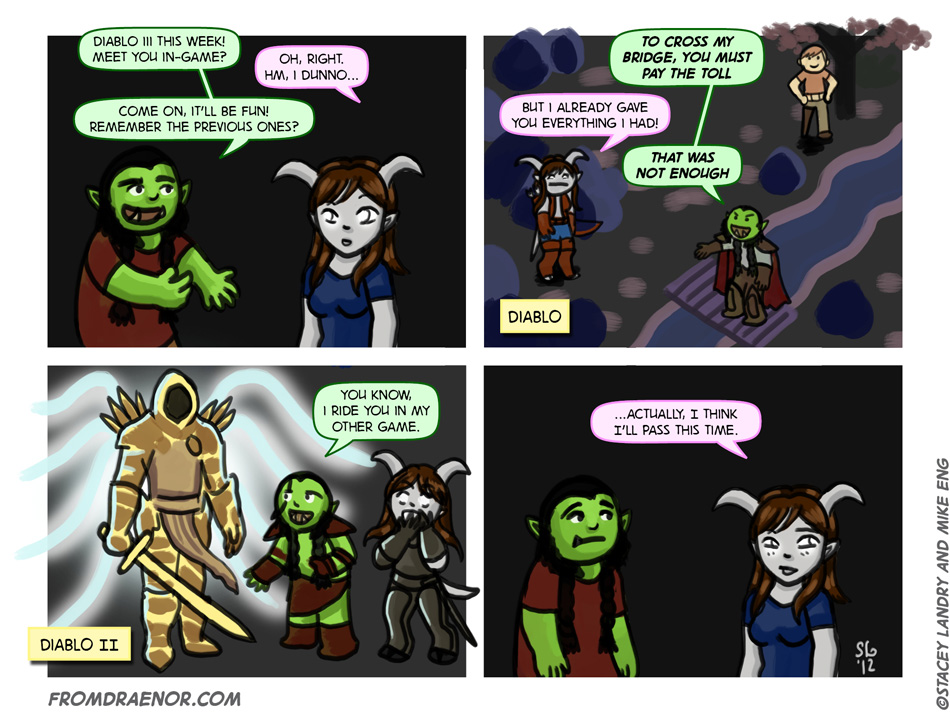 DIABLO III THIS WEEK!
MEET YOU IN-GAME?
OH, RIGHT.
HM, I DUNNO...
COME ON, IT'LL BE FUN!
REMEMBER THE PREVIOUS ONES?
TO CROSS MY
BRIDGE, YOU MUST
PAY THE TOLL
BUT I ALREADY GAVE
YOU EVERYTHING I HAD!
THAT WAS
NOT ENOUGH
DIABLO
YOU KNOW,
I RIDE YOU IN MY
OTHER GAME.
DIABLO II
...ACTUALLY, I THINK
I'LL PASS THIS TIME.
'12
FROMDRAENOR.COM
©STACEY LANDRY AND MIKE ENG